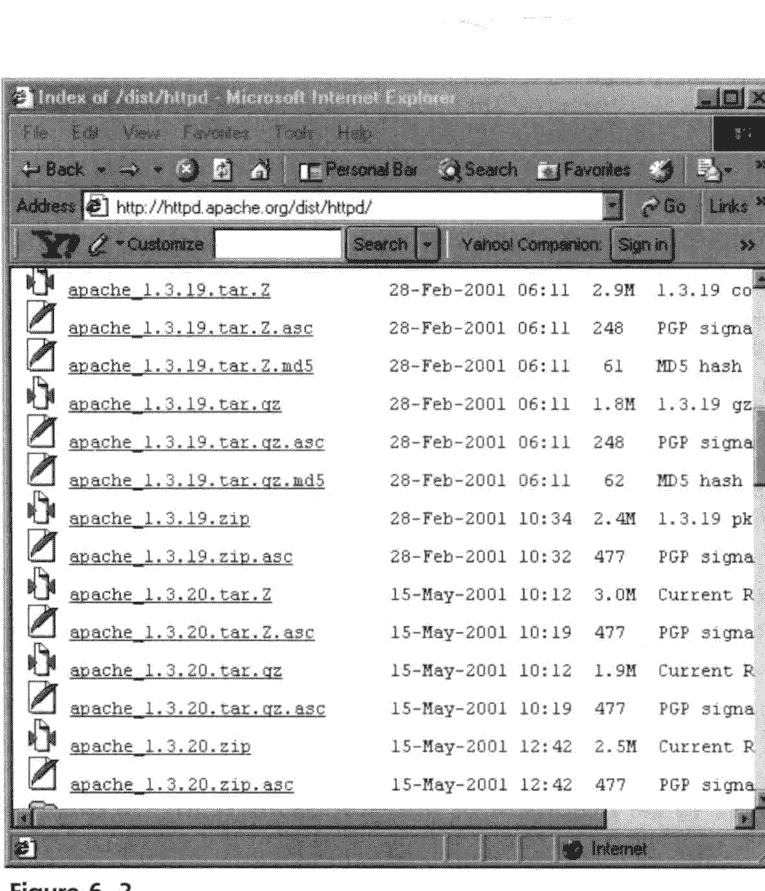 Index of /dist/httpd - Microsoft Internet Explorer
File Edit View Favorites Tools Help
Back Personal Bar Search Favorites »
Address http://httpd.apache.org/dist/httpd/ Go Links »
Y? Customize Search Yahoo! Companion: Sign in »
apache_1.3.19.tar.Z 28-Feb-2001 06:11 2.9M 1.3.19 co
apache_1.3.19.tar.Z.asc 28-Feb-2001 06:11 248 PGP signa
apache_1.3.19.tar.Z.md5 28-Feb-2001 06:11 61 MD5 hash
apache_1.3.19.tar.gz 28-Feb-2001 06:11 1.8M 1.3.19 gz
apache_1.3.19.tar.gz.asc 28-Feb-2001 06:11 248 PGP signa
apache_1.3.19.tar.gz.md5 28-Feb-2001 06:11 62 MD5 hash
apache_1.3.19.zip 28-Feb-2001 10:34 2.4M 1.3.19 pk
apache_1.3.19.zip.asc 28-Feb-2001 10:32 477 PGP signa
apache_1.3.20.tar.Z 15-May-2001 10:12 3.0M Current R
apache_1.3.20.tar.Z.asc 15-May-2001 10:19 477 PGP signa
apache_1.3.20.tar.gz 15-May-2001 10:12 1.9M Current R
apache_1.3.20.tar.gz.asc 15-May-2001 10:19 477 PGP signa
apache_1.3.20.zip 15-May-2001 12:42 2.5M Current R
apache_1.3.20.zip.asc 15-May-2001 12:42 477 PGP signa
Internet
Figure 6-2